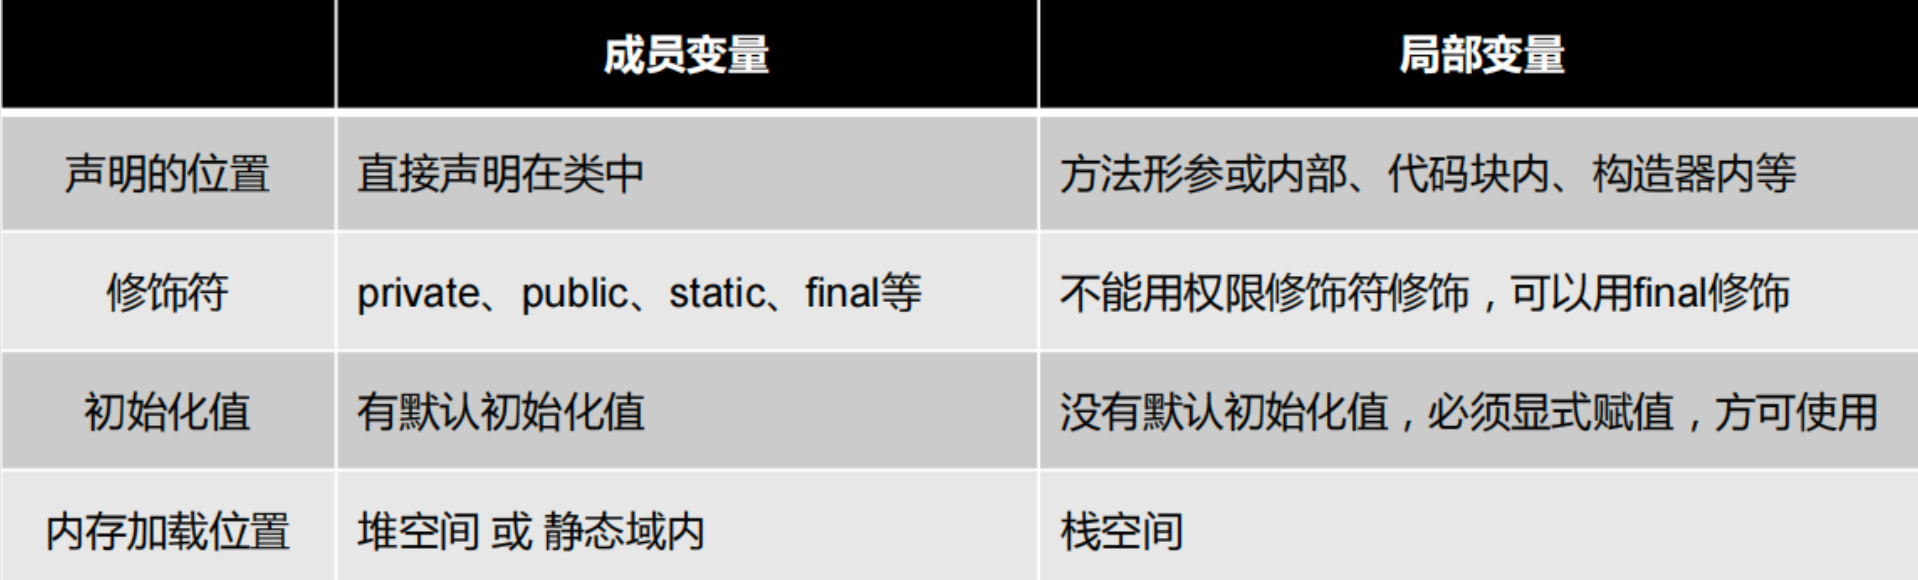 成员变量 局部变量
声明的位置 直接声明在类中 方法形参或内部、代码块内、构造器内等
修饰符 private、public、static、final等 不能用权限修饰符修饰，可以用final修饰
初始化值 有默认初始化值 没有默认初始化值，必须显式赋值，方可使用
内存加载位置 堆空间 或 静态域内 栈空间